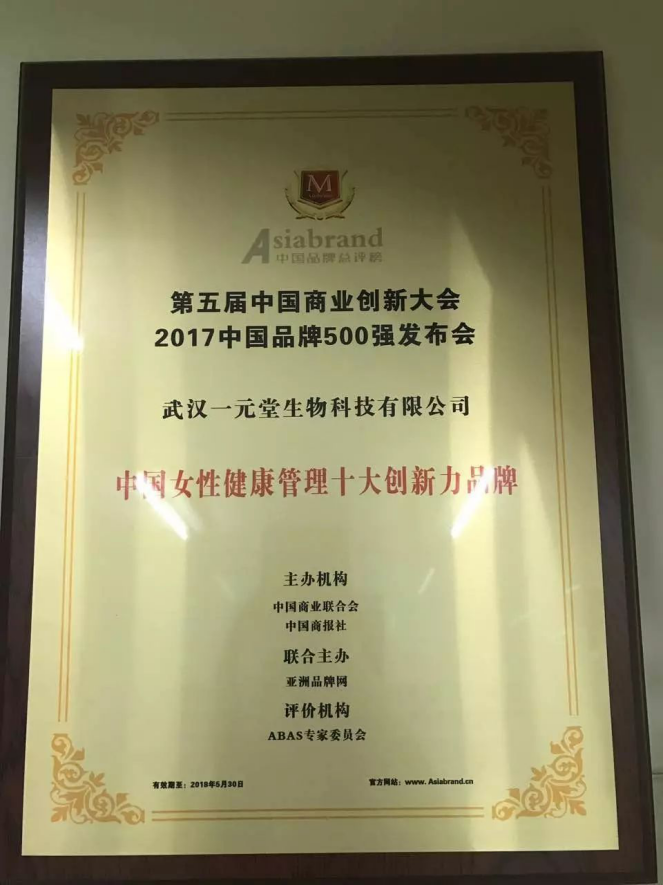 M
Asiabrand
中国品牌总评榜
第五届中国商业创新大会
2017中国品牌500强发布会
武汉一元堂生物科技有限公司
中国女性健康管理十大创新力品牌
主办机构
中国商业联合会
中国商报社
联合主办
亚洲品牌网
评价机构
ABAS专家委员会
有效期至：2018年5月30日 官方网站：www. Asiabrand.cn